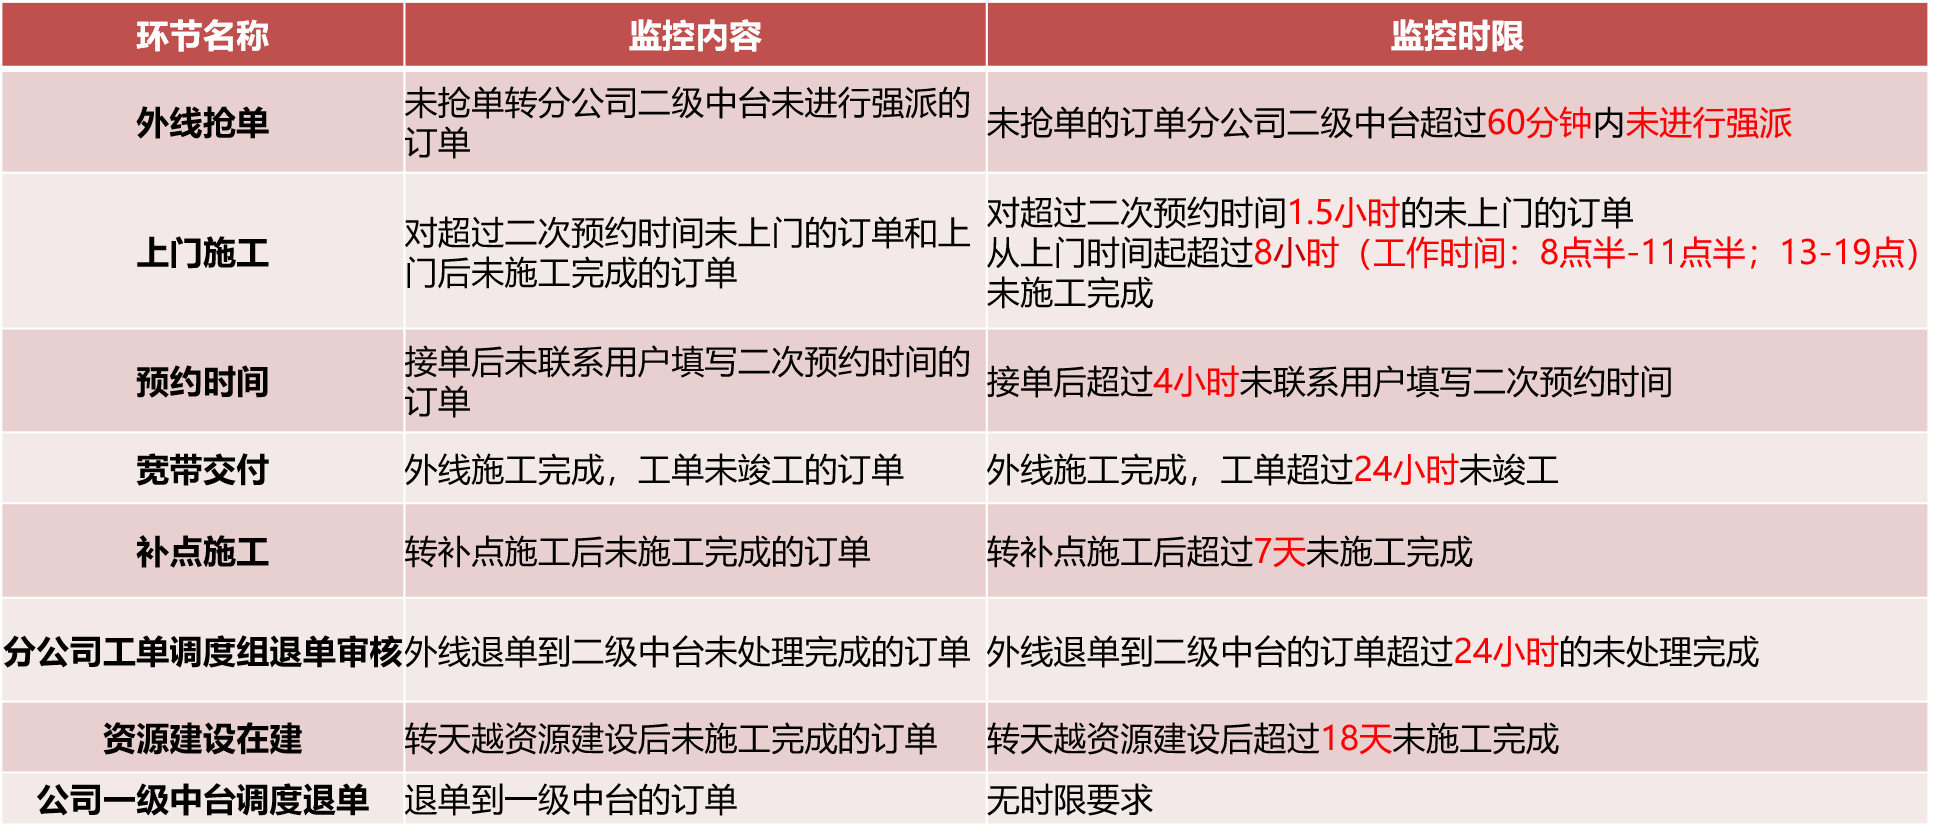 环节名称
监控内容
监控时限
外线抢单
未抢单转分公司二级中台未进行强派的
订单
未抢单的订单分公司二级中台超过60分钟内未进行强派
上门施工
对超过二次预约时间未上门的订单和上
门后未施工完成的订单
对超过二次预约时间1.5小时的未上门的订单
从上门时间起超过8小时（工作时间：8点半-11点半；13-19点）
未施工完成
预约时间
接单后未联系用户填写二次预约时间的
订单
接单后超过4小时未联系用户填写二次预约时间
宽带交付
外线施工完成，工单未竣工的订单
外线施工完成，工单超过24小时未竣工
补点施工
转补点施工后未施工完成的订单
转补点施工后超过7天未施工完成
分公司工单调度组退单审核
外线退单到二级中台未处理完成的订单
外线退单到二级中台的订单超过24小时的未处理完成
资源建设在建
转天越资源建设后未施工完成的订单
转天越资源建设后超过18天未施工完成
公司一级中台调度退单
退单到一级中台的订单
无时限要求